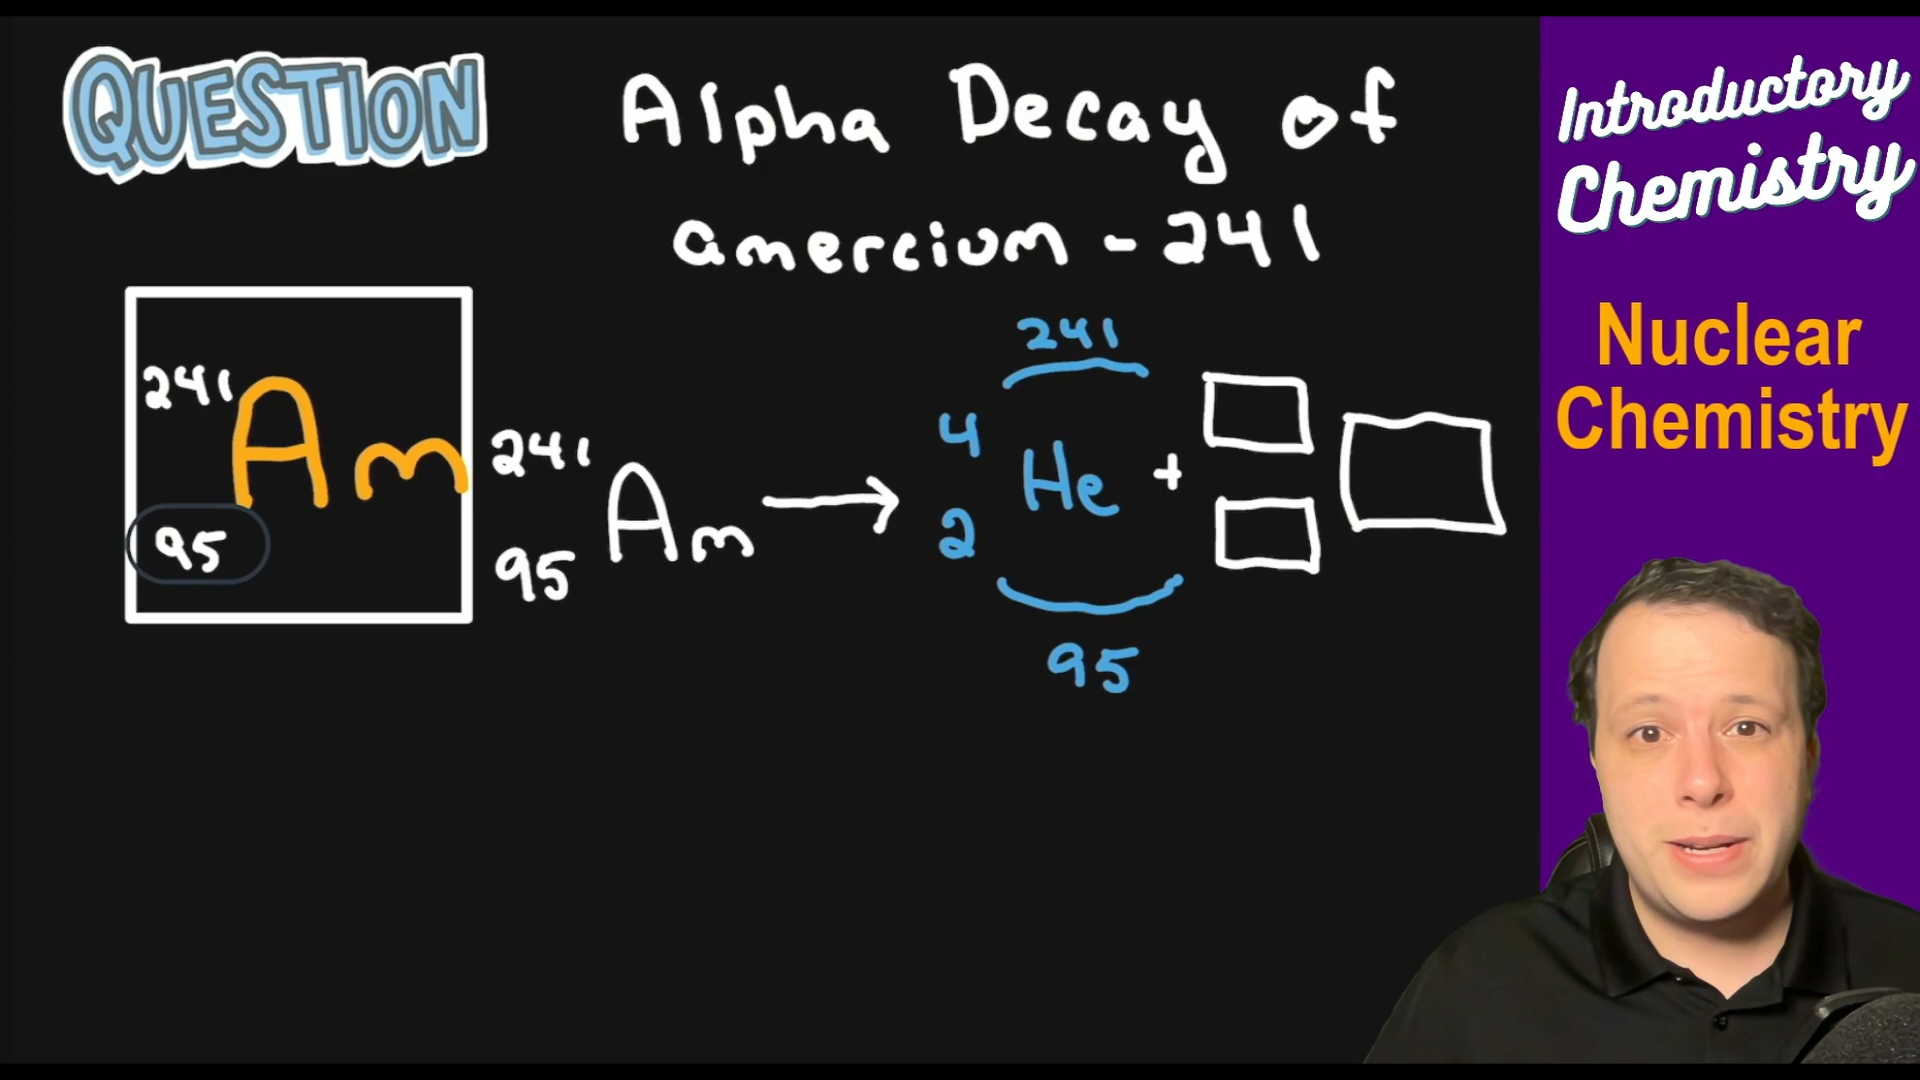 QUESTION
Alpha Decay of
amercium - 241
Introductory
Chemistry
Nuclear
Chemistry
241
Am
95
241
Am
95
→
241
4
He
2
+
95